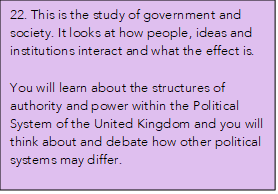 22. This is the study of government and
society. It looks at how people, ideas and
institutions interact and what the effect is.
You will learn about the structures of
authority and power within the Political
System of the United Kingdom and you will
think about and debate how other political
systems may differ.